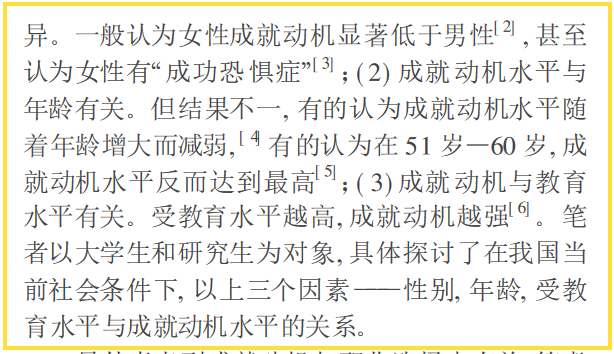 异。一般认为女性成就动机显著低于男性[2],甚至
认为女性有“成功恐惧症”[3];(2)成就动机水平与
年龄有关。但结果不一,有的认为成就动机水平随
着年龄增大而减弱,[4]有的认为在51岁—60岁,成
就动机水平反而达到最高[5];(3)成就动机与教育
水平有关。受教育水平越高,成就动机越强[6]。笔
者以大学生和研究生为对象,具体探讨了在我国当
前社会条件下,以上三个因素——性别,年龄,受教
育水平与成就动机水平的关系。